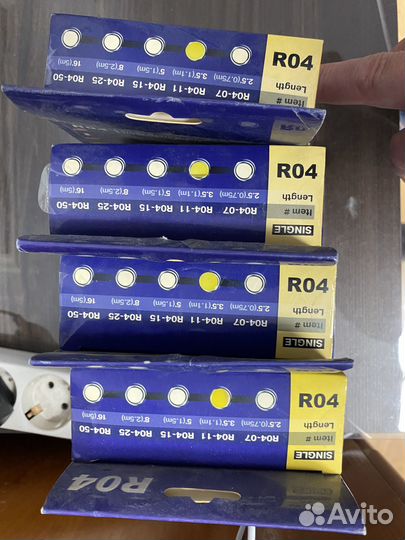 R04
Length 16'(5m) 8'(2.5m) 5'(1.5m) 3.5'(1.1m) 2.5'(0.75m)
Item # R04-50 R04-25 R04-15 R04-11 R04-07
R04
Length 16'(5m) 8'(2.5m) 5'(1.5m) 3.5'(1.1m) 2.5'(0.75m)
Item # R04-50 R04-25 R04-15 R04-11 R04-07
SINGLE
R04
Length 16'(5m) 8'(2.5m) 5'(1.5m) 3.5'(1.1m) 2.5'(0.75m)
Item # R04-50 R04-25 R04-15 R04-11 R04-07
SINGLE
R04
Length 16'(5m) 8'(2.5m) 5'(1.5m) 3.5'(1.1m) 2.5'(0.75m)
Item # R04-50 R04-25 R04-15 R04-11 R04-07
SINGLE
R04
Avito